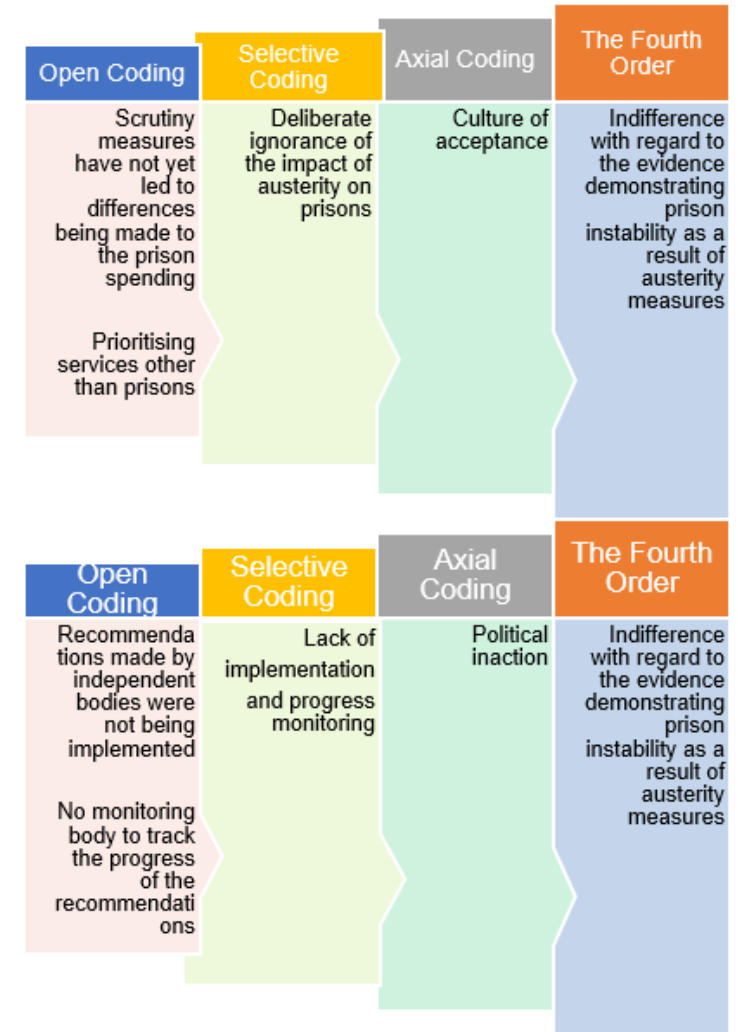 Open Coding
Scrutiny
measures
have not yet
led to
differences
being made to
the prison
spending
Prioritising
services other
than prisons
Selective
Coding
Deliberate
ignorance of
the impact of
austerity on
prisons
Axial Coding
Culture of
acceptance
The Fourth
Order
Indifference
with regard to
the evidence
demonstrating
prison
instability as a
result of
austerity
measures
Open
Coding
Recommenda
tions made by
independent
bodies were
not being
implemented
No monitoring
body to track
the progress
of the
recommendati
ons
Selective
Coding
Lack of
implementation
and progress
monitoring
Axial
Coding
Political
inaction
The Fourth
Order
Indifference
with regard to
the evidence
demonstrating
prison
instability as a
result of
austerity
measures